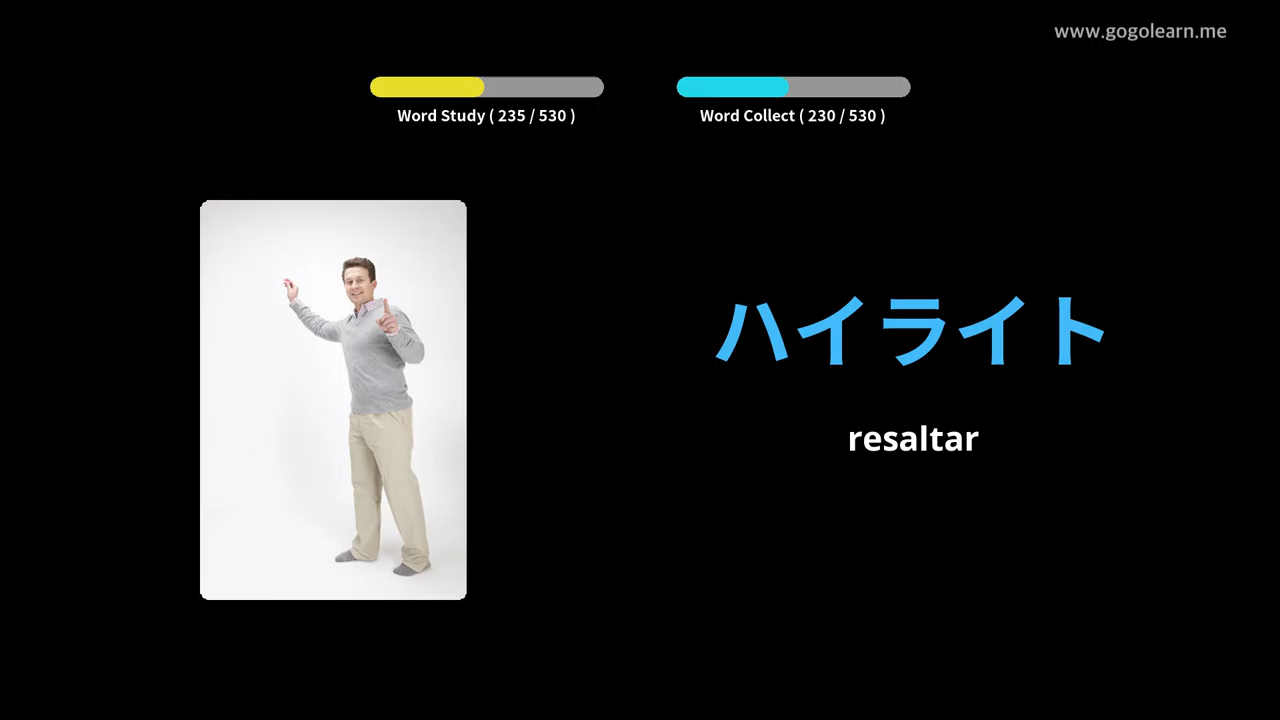 www.gogolearn.me
Word Study ( 235 / 530 )
Word Collect ( 230 / 530 )
ハイライト
resaltar